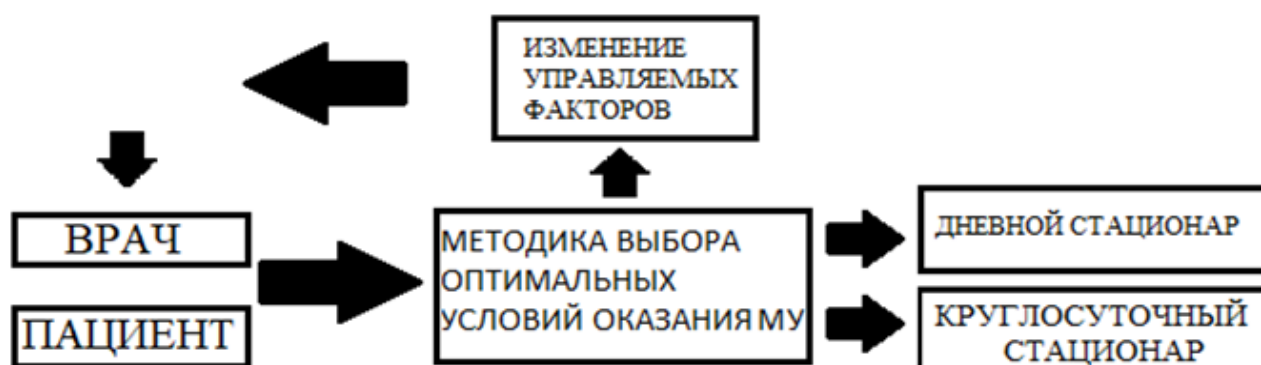 ИЗМЕНЕНИЕ
УПРАВЛЯЕМЫХ
ФАКТОРОВ
ВРАЧ
ПАЦИЕНТ
МЕТОДИКА ВЫБОРА
ОПТИМАЛЬНЫХ
УСЛОВИЙ ОКАЗАНИЯ МУ
ДНЕВНОЙ СТАЦИОНАР
КРУГЛОСУТОЧНЫЙ
СТАЦИОНАР